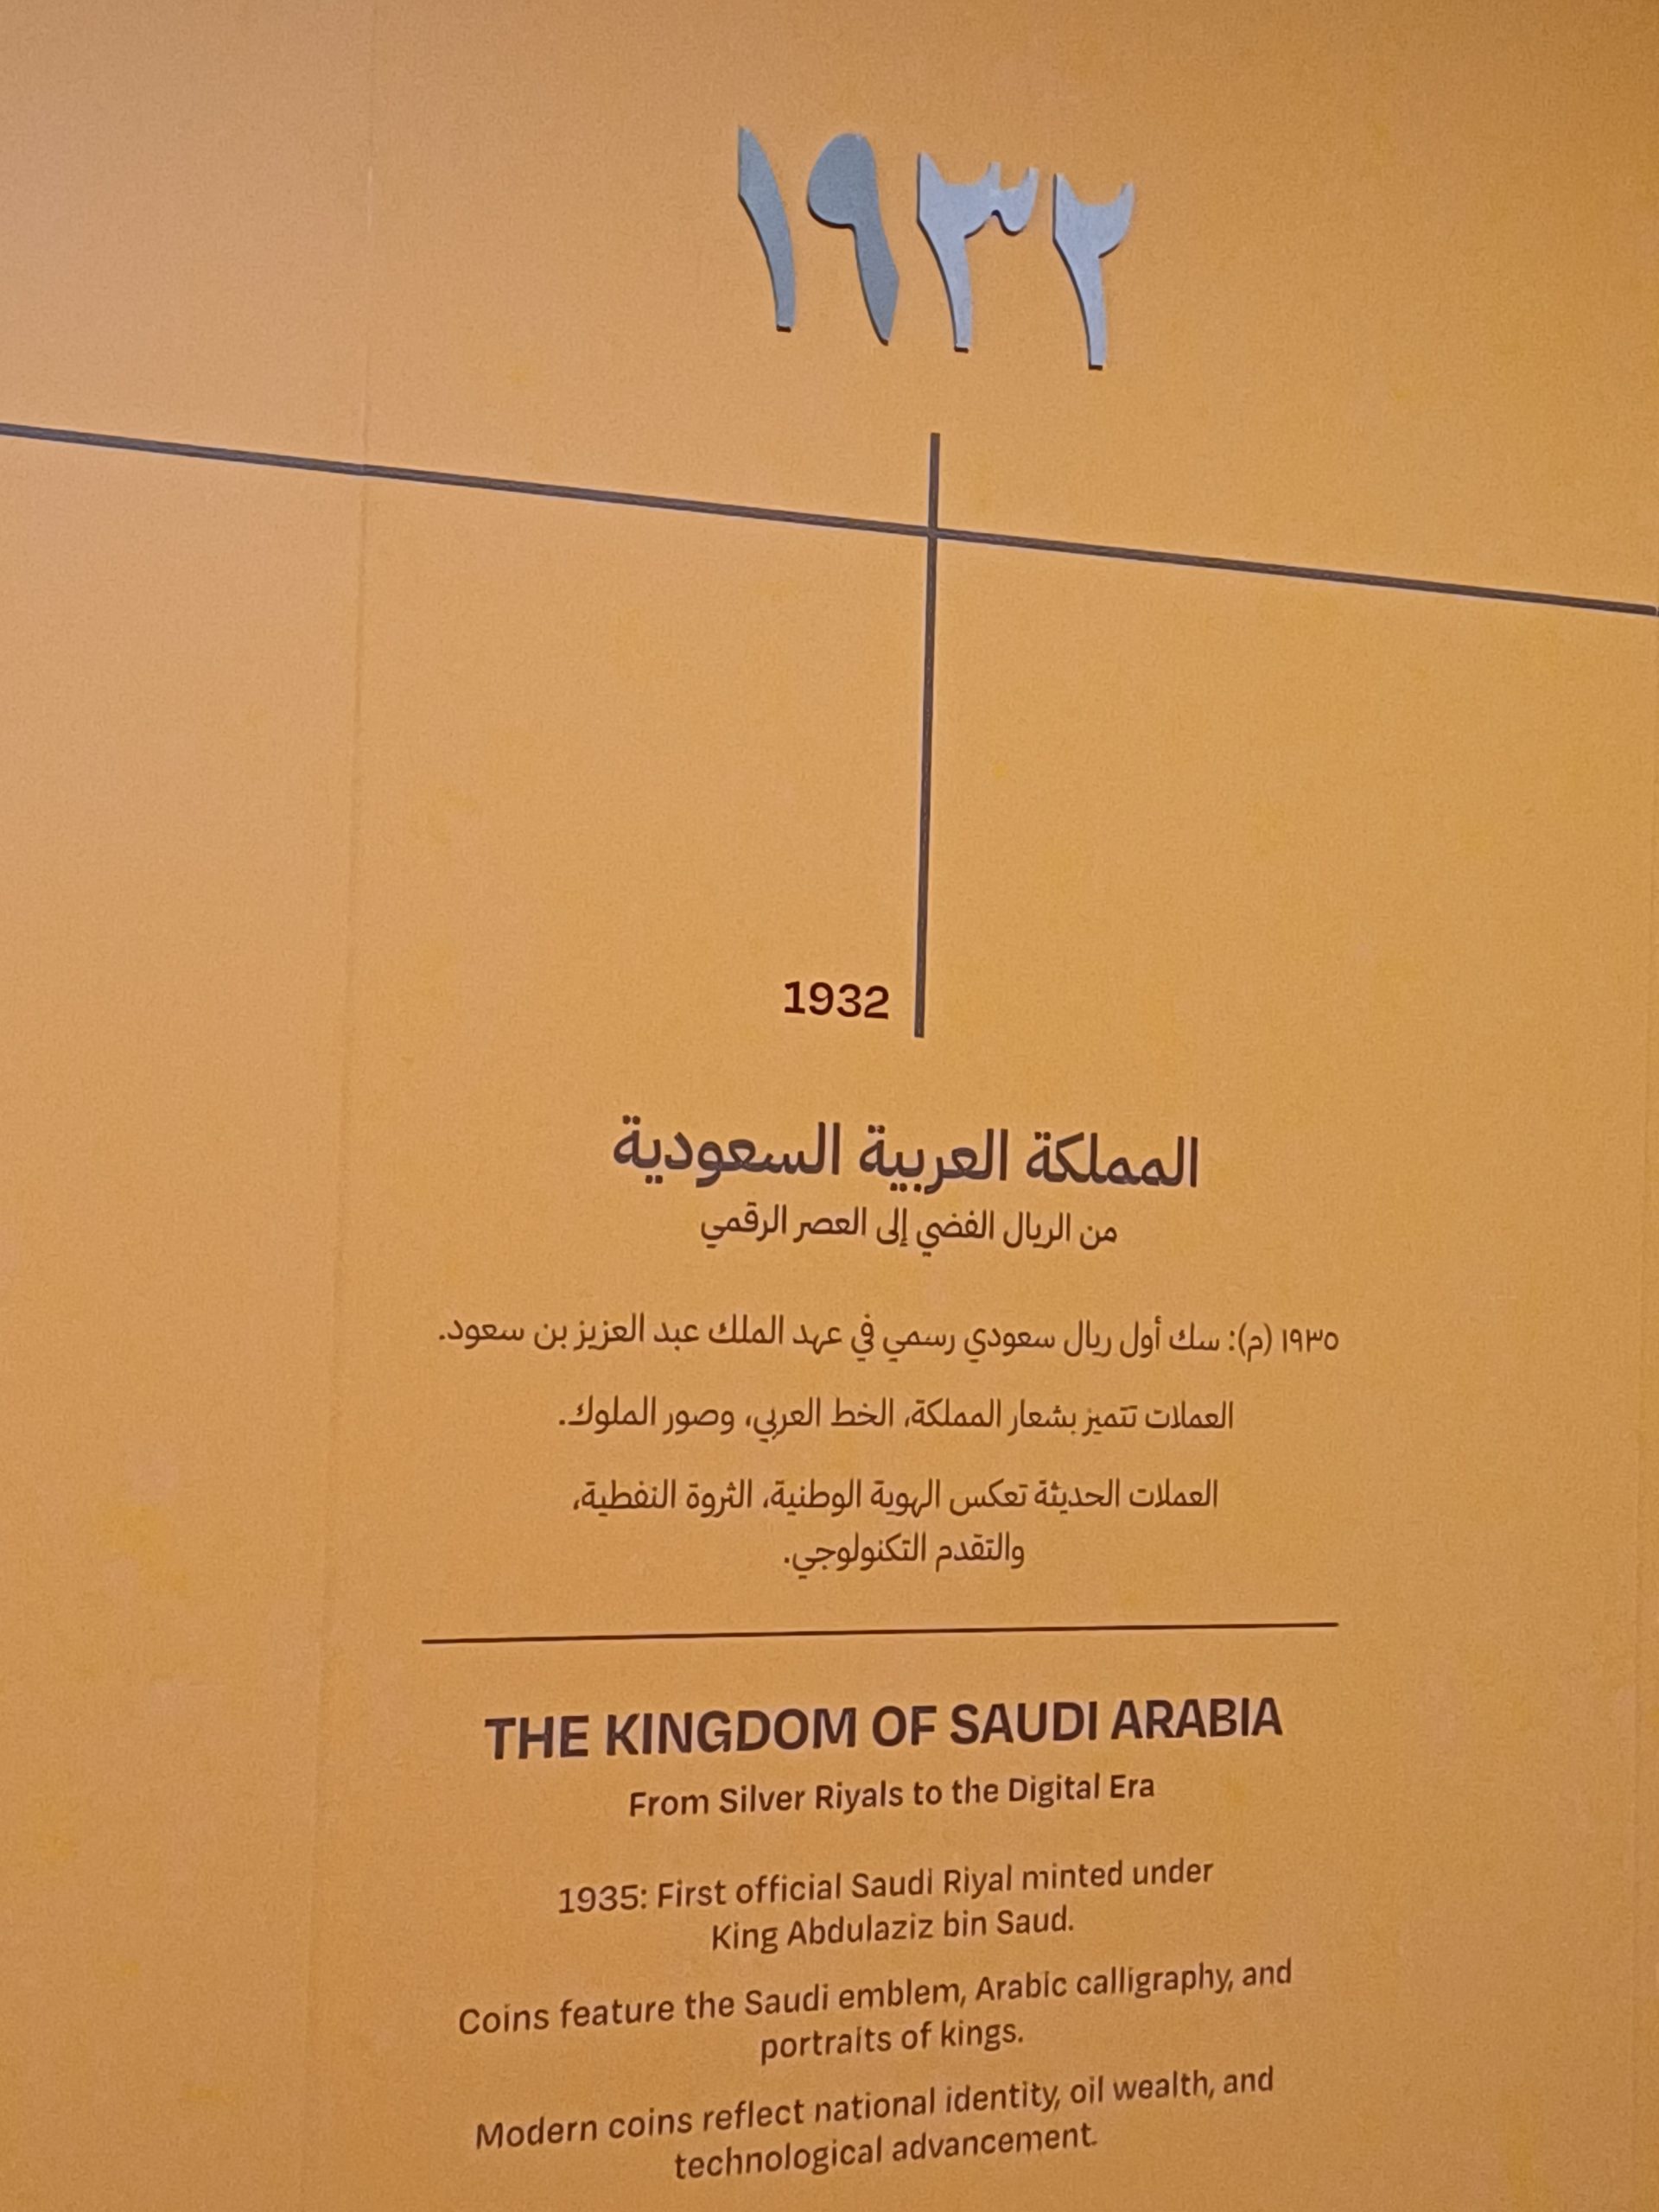 ١٩٣٢
1932
المملكة العربية السعودية
من الريال الفضي إلى العصر الرقمي
١٩٣٥ (م): سك أول ريال سعودي رسمي في عهد الملك عبد العزيز بن سعود.
العملات تتميز بشعار المملكة، الخط العربي، وصور الملوك.
العملات الحديثة تعكس الهوية الوطنية، الثروة النفطية،
والتقدم التكنولوجي.
THE KINGDOM OF SAUDI ARABIA
From Silver Riyals to the Digital Era
1935: First official Saudi Riyal minted under
King Abdulaziz bin Saud.
Coins feature the Saudi emblem, Arabic calligraphy, and
portraits of kings.
Modern coins reflect national identity, oil wealth, and
technological advancement.